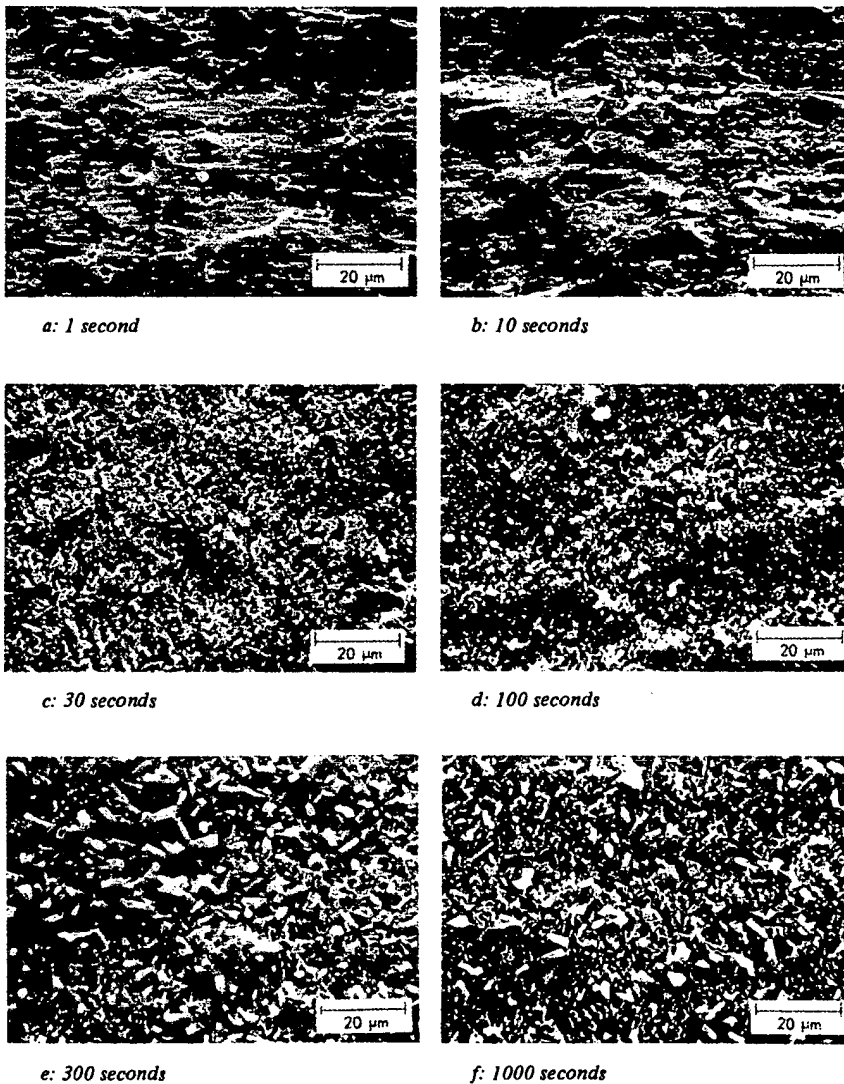 20 μm
20 μm
a: 1 second
b: 10 seconds
20 μm
20 μm
c: 30 seconds
d: 100 seconds
20 μm
20 μm
e: 300 seconds
f: 1000 seconds